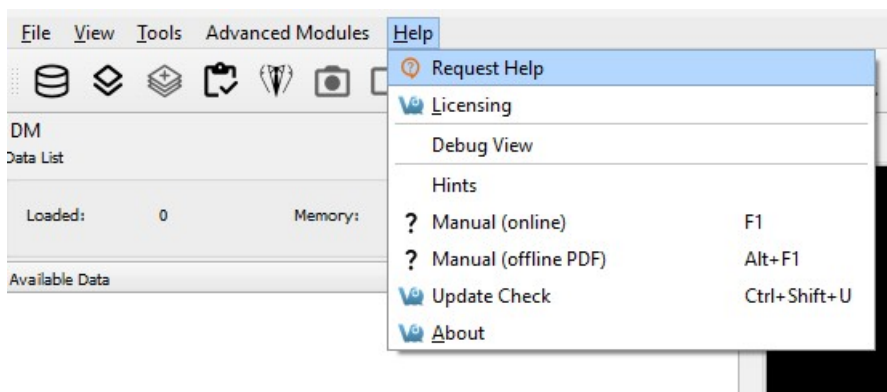 File View Tools Advanced Modules Help
Request Help
Licensing
Debug View
Hints
? Manual (online) F1
? Manual (offline PDF) Alt+F1
Update Check Ctrl+Shift+U
About
DM
Data List
Loaded: 0 Memory:
Available Data